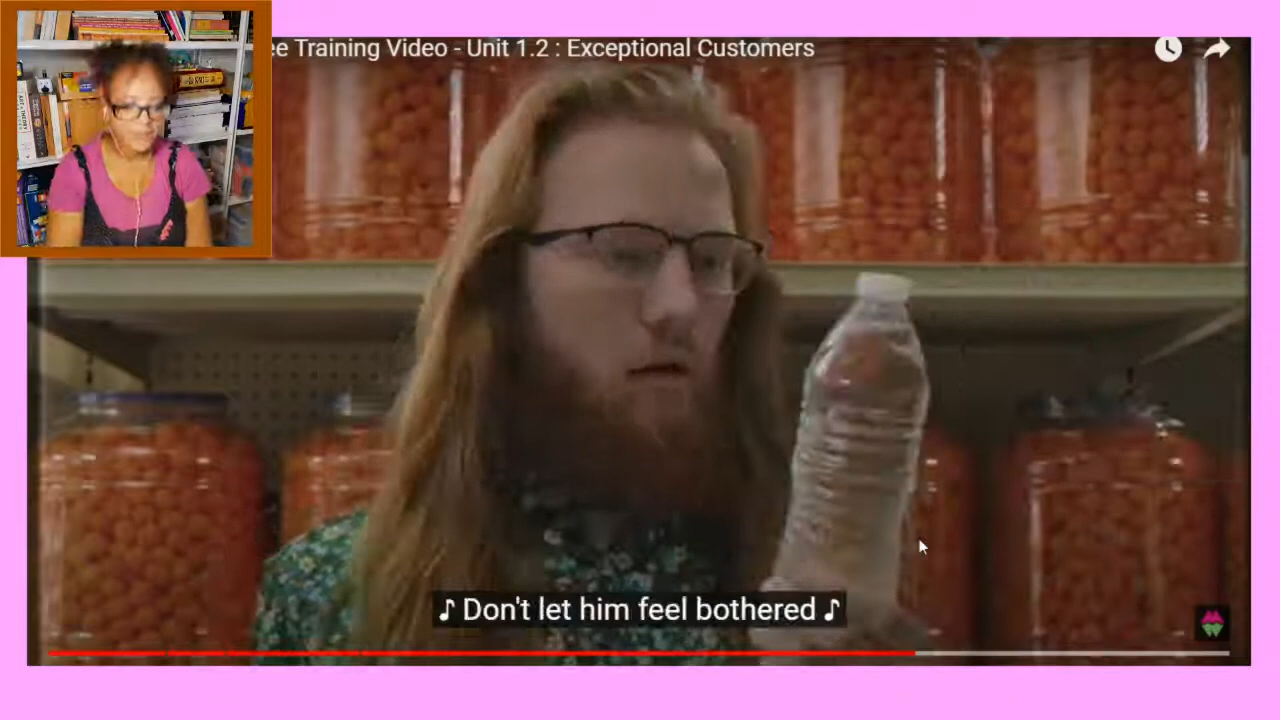 ee Training Video - Unit 1.2 : Exceptional Customers
♪ Don't let him feel bothered ♪